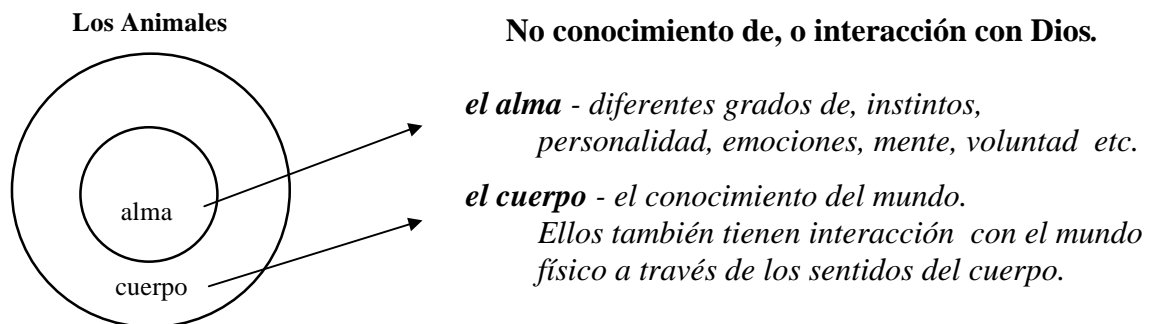 Los Animales
No conocimiento de, o interacción con Dios.
el alma - diferentes grados de, instintos,
personalidad, emociones, mente, voluntad etc.
el cuerpo - el conocimiento del mundo.
Ellos también tienen interacción con el mundo
físico a través de los sentidos del cuerpo.
alma
cuerpo